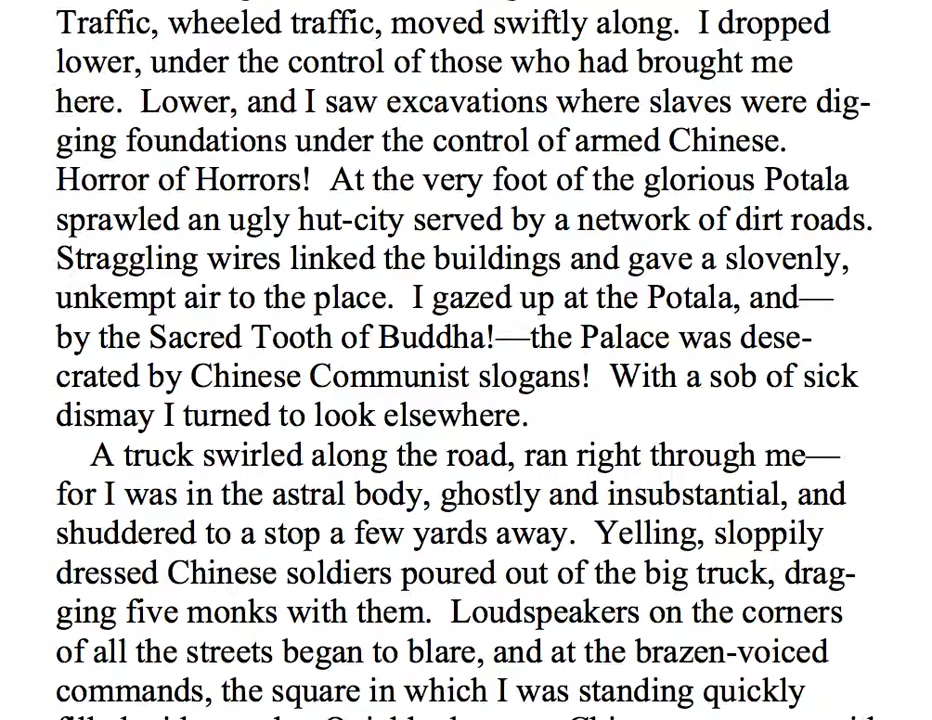 Traffic, wheeled traffic, moved swiftly along.  I dropped
lower, under the control of those who had brought me
here.  Lower, and I saw excavations where slaves were dig-
ging foundations under the control of armed Chinese.
Horror of Horrors!  At the very foot of the glorious Potala
sprawled an ugly hut-city served by a network of dirt roads.
Straggling wires linked the buildings and gave a slovenly,
unkempt air to the place.  I gazed up at the Potala, and—
by the Sacred Tooth of Buddha!—the Palace was dese-
crated by Chinese Communist slogans!  With a sob of sick
dismay I turned to look elsewhere.
A truck swirled along the road, ran right through me—
for I was in the astral body, ghostly and insubstantial, and
shuddered to a stop a few yards away.  Yelling, sloppily
dressed Chinese soldiers poured out of the big truck, drag-
ging five monks with them.  Loudspeakers on the corners
of all the streets began to blare, and at the brazen-voiced
commands, the square in which I was standing quickly